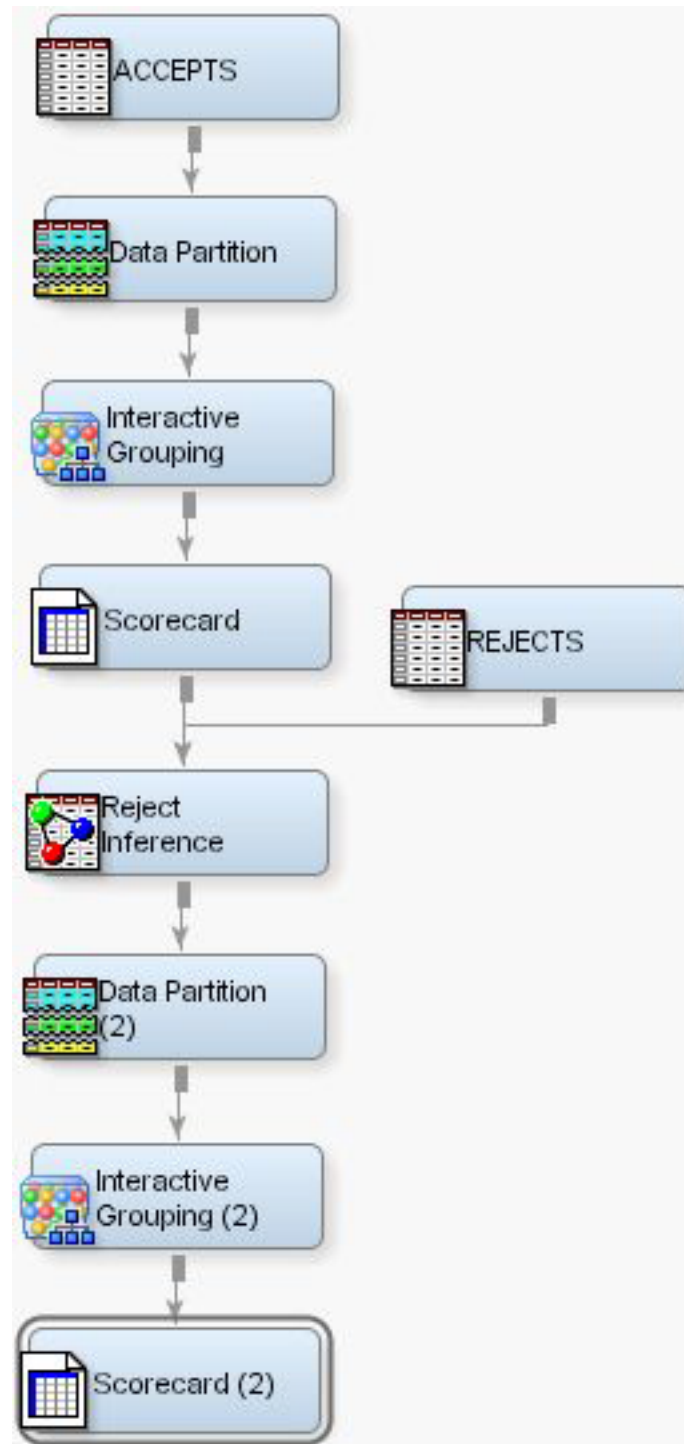 ACCEPTS
Data Partition
Interactive
Grouping
Scorecard
REJECTS
Reject
Inference
Data Partition
(2)
Interactive
Grouping (2)
Scorecard (2)